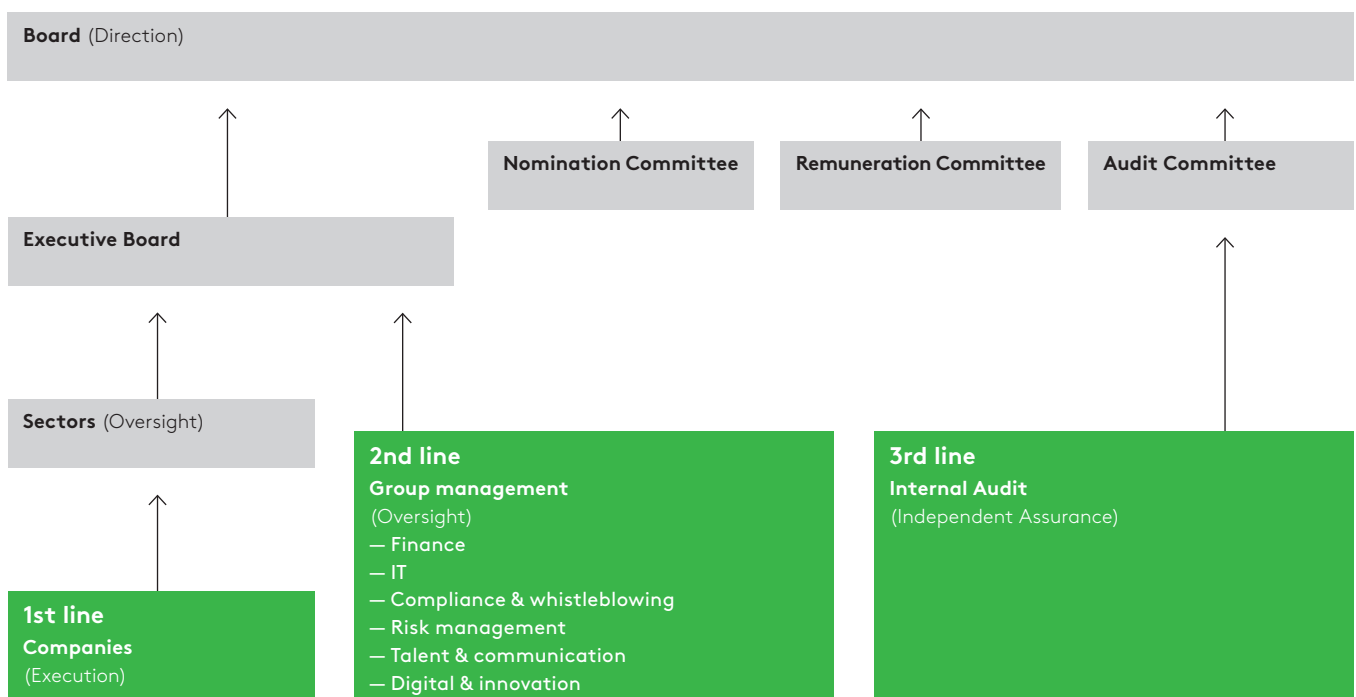 Board (Direction)
Nomination Committee
Remuneration Committee
Audit Committee
Executive Board
Sectors (Oversight)
2nd line
Group management
(Oversight)
— Finance
— IT
— Compliance & whistleblowing
— Risk management
— Talent & communication
— Digital & innovation
3rd line
Internal Audit
(Independent Assurance)
1st line
Companies
(Execution)